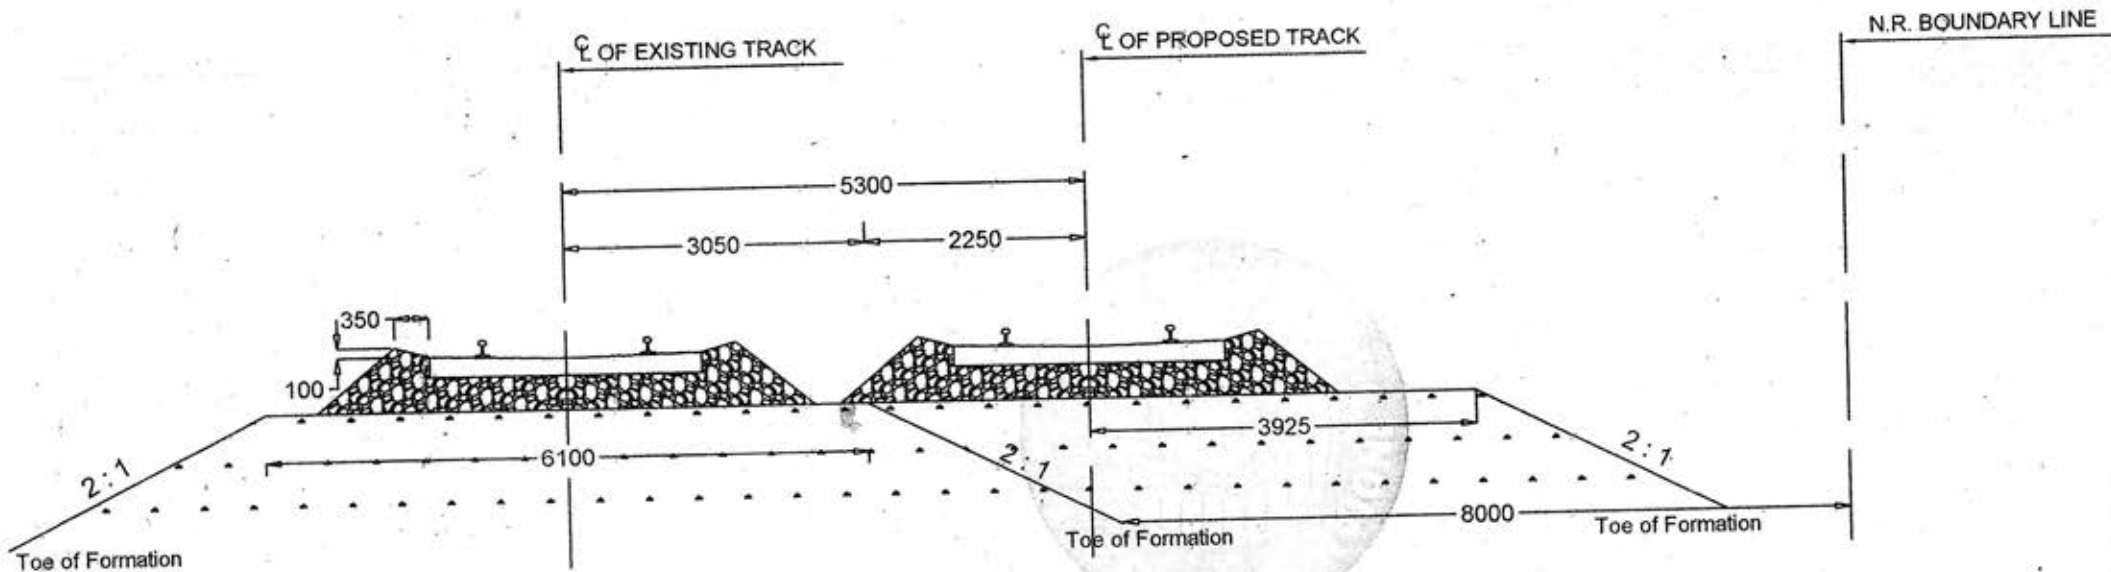 ℄ OF EXISTING TRACK
℄ OF PROPOSED TRACK
N.R. BOUNDARY LINE
5300
3050
2250
350
100
3925
6100
2:1
2:1
2:1
8000
Toe of Formation
Toe of Formation
Toe of Formation